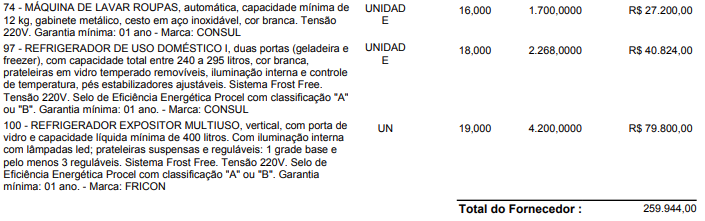 74 - MÁQUINA DE LAVAR ROUPAS, automática, capacidade mínima de UNIDAD 16,000 1.700,0000 R$ 27.200,00
12 kg, gabinete metálico, cesto em aço inoxidável, cor branca. Tensão E
220V. Garantia mínima: 01 ano - Marca: CONSUL
97 - REFRIGERADOR DE USO DOMÉSTICO I, duas portas (geladeira e UNIDAD 18,000 2.268,0000 R$ 40.824,00
freezer), com capacidade total entre 240 a 295 litros, cor branca, E
prateleiras em vidro temperado removíveis, iluminação interna e controle
de temperatura, pés estabilizadores ajustáveis. Sistema Frost Free.
Tensão 220V. Selo de Eficiência Energética Procel com classificação "A"
ou "B". Garantia mínima: 01 ano. - Marca: CONSUL
100 - REFRIGERADOR EXPOSITOR MULTIUSO, vertical, com porta de UN 19,000 4.200,0000 R$ 79.800,00
vidro e capacidade líquida mínima de 400 litros. Com iluminação interna
com lâmpadas led; prateleiras suspensas e reguláveis: 1 grade base e
pelo menos 3 reguláveis. Sistema Frost Free. Tensão 220V. Selo de
Eficiência Energética Procel com classificação "A" ou "B". Garantia
mínima: 01 ano. - Marca: FRICON
Total do Fornecedor : 259.944,00